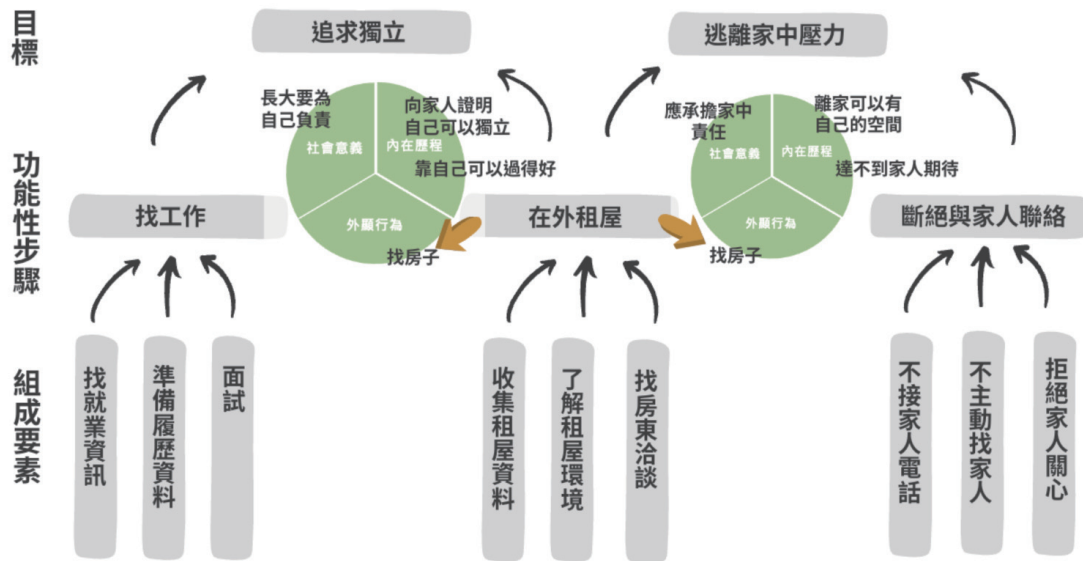 目標
追求獨立
逃離家中壓力
長大要為
自己負責
向家人證明
自己可以獨立
社會意義
內在歷程
靠自己可以過得好
外顯行為
找房子
應承擔家中
責任
離家可以有
自己的空間
社會意義
內在歷程
達不到家人期待
外顯行為
找房子
功能性步驟
找工作
在外租屋
斷絕與家人聯絡
組成要素
找就業資訊
準備履歷資料
面試
收集租屋資料
了解租屋環境
找房東洽談
不接家人電話
不主動找家人
拒絕家人關心